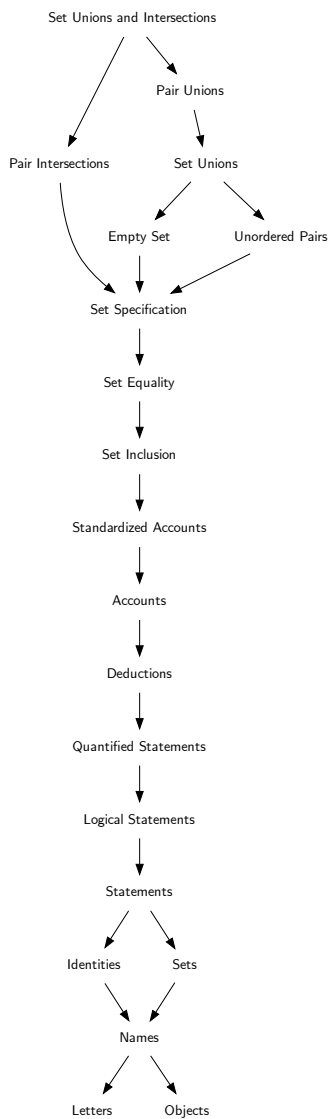 Set Unions and Intersections
Pair Unions
Pair Intersections
Set Unions
Empty Set
Unordered Pairs
Set Specification
Set Equality
Set Inclusion
Standardized Accounts
Accounts
Deductions
Quantified Statements
Logical Statements
Statements
Identities
Sets
Names
Letters
Objects